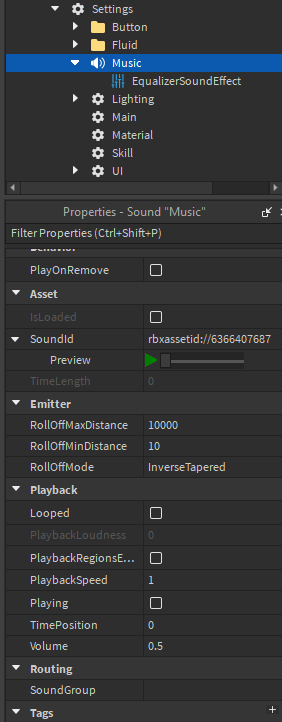 Settings
Button
Fluid
Music
EqualizerSoundEffect
Lighting
Main
Material
Skill
UI
Properties - Sound "Music"
Filter Properties (Ctrl+Shift+P)
Behavior
PlayOnRemove
Asset
IsLoaded
SoundId rbxassetid://6366407687
Preview
TimeLength 0
Emitter
RollOffMaxDistance 10000
RollOffMinDistance 10
RollOffMode InverseTapered
Playback
Looped
PlaybackLoudness 0
PlaybackRegionsE...
PlaybackSpeed 1
Playing
TimePosition 0
Volume 0.5
Routing
SoundGroup
Tags +